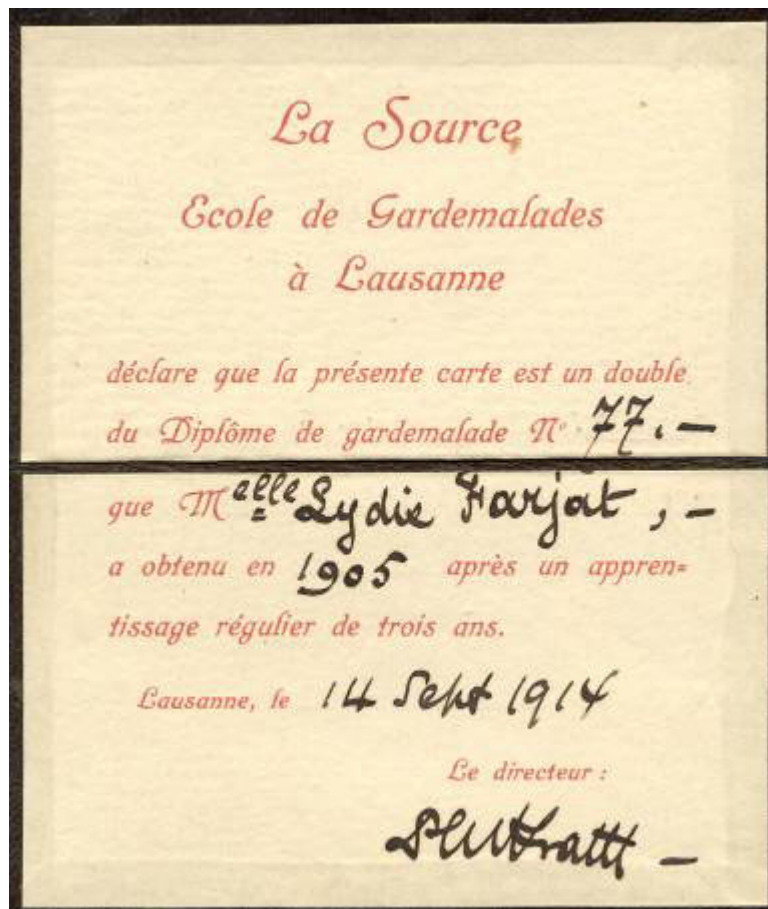 La Source
Ecole de Gardemalades
à Lausanne
déclare que la présente carte est un double
du Diplôme de gardemalade No 77.—
que Melle Lydie Farjat, —
a obtenu en 1905 après un appren=
tissage régulier de trois ans.
Lausanne, le 14 Sept 1914
Le directeur :